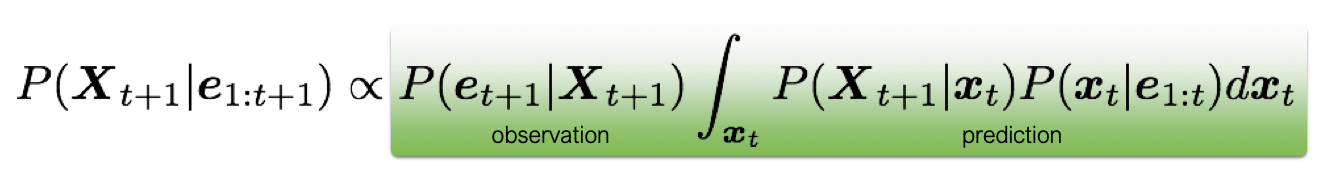 P(X_{t+1}|e_{1:t+1}) ∝ P(e_{t+1}|X_{t+1}) ∫_{x_t} P(X_{t+1}|x_t)P(x_t|e_{1:t})dx_t
observation prediction